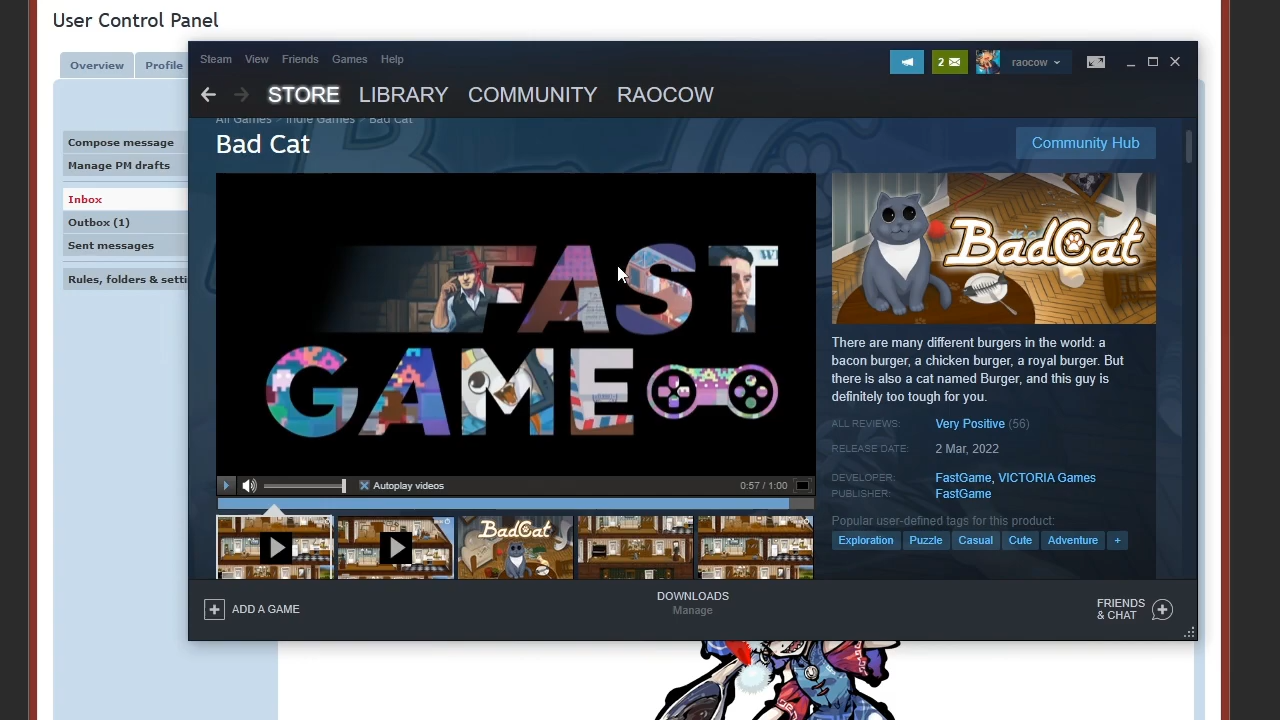 User Control Panel
Overview
Profile
Compose message
Manage PM drafts
Inbox
Outbox (1)
Sent messages
Rules, folders & setti
Steam View Friends Games Help
2
raocow
STORE LIBRARY COMMUNITY RAOCOW
All Games > Indie Games > Bad Cat
Bad Cat
Community Hub
FAST
GAME
Autoplay videos
0:57 / 1:00
BadCat
BadCat
There are many different burgers in the world: a
bacon burger, a chicken burger, a royal burger. But
there is also a cat named Burger, and this guy is
definitely too tough for you.
ALL REVIEWS: Very Positive (56)
RELEASE DATE: 2 Mar, 2022
DEVELOPER: FastGame, VICTORIA Games
PUBLISHER: FastGame
Popular user-defined tags for this product:
Exploration Puzzle Casual Cute Adventure +
ADD A GAME
DOWNLOADS
Manage
FRIENDS
& CHAT